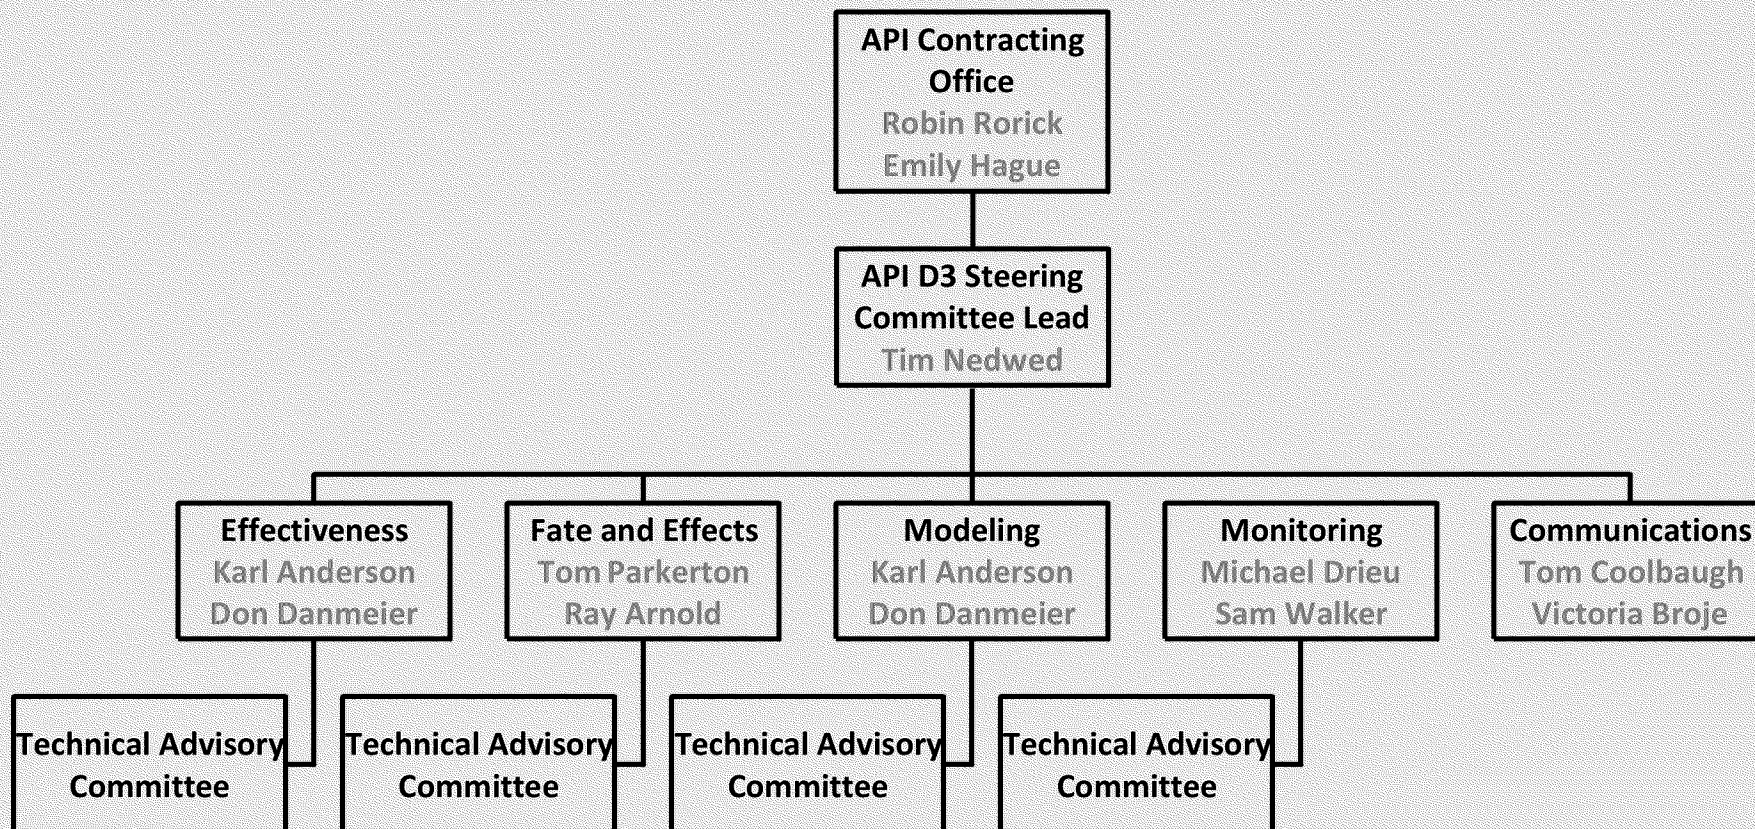 API Contracting
Office
Robin Rorick
Emily Hague
API D3 Steering
Committee Lead
Tim Nedwed
Effectiveness
Karl Anderson
Don Danmeier
Fate and Effects
Tom Parkerton
Ray Arnold
Modeling
Karl Anderson
Don Danmeier
Monitoring
Michael Drieu
Sam Walker
Communications
Tom Coolbaugh
Victoria Broje
Technical Advisory
Committee
Technical Advisory
Committee
Technical Advisory
Committee
Technical Advisory
Committee